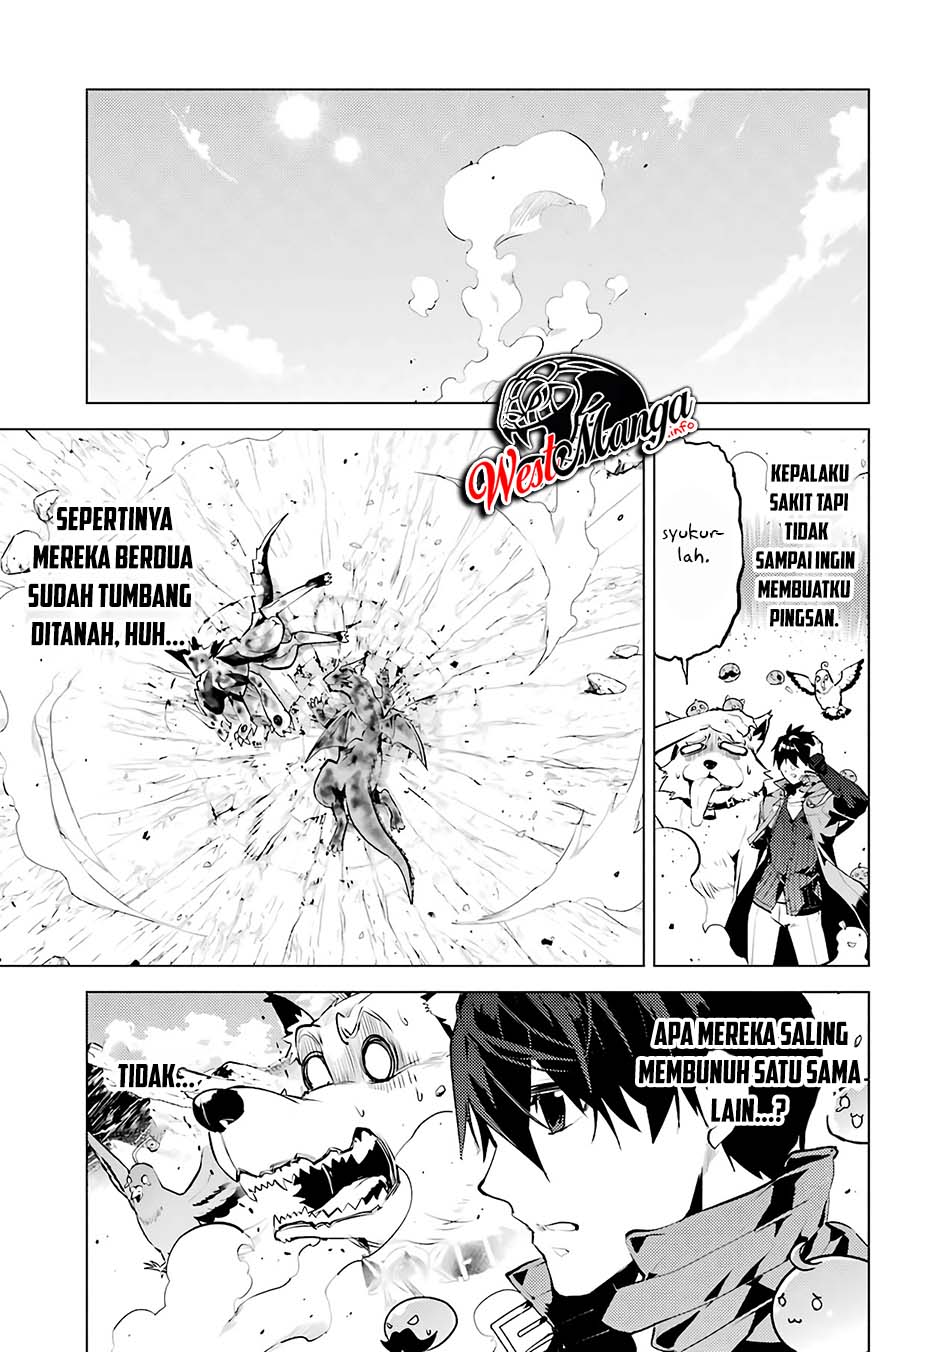 WestManga
.info
KEPALAKU
SAKIT TAPI
TIDAK
SAMPAI INGIN
MEMBUATKU
PINGSAN.
syukur-
lah.
SEPERTINYA
MEREKA BERDUA
SUDAH TUMBANG
DITANAH, HUH...
APA MEREKA SALING
MEMBUNUH SATU SAMA
LAIN...?
TIDAK...